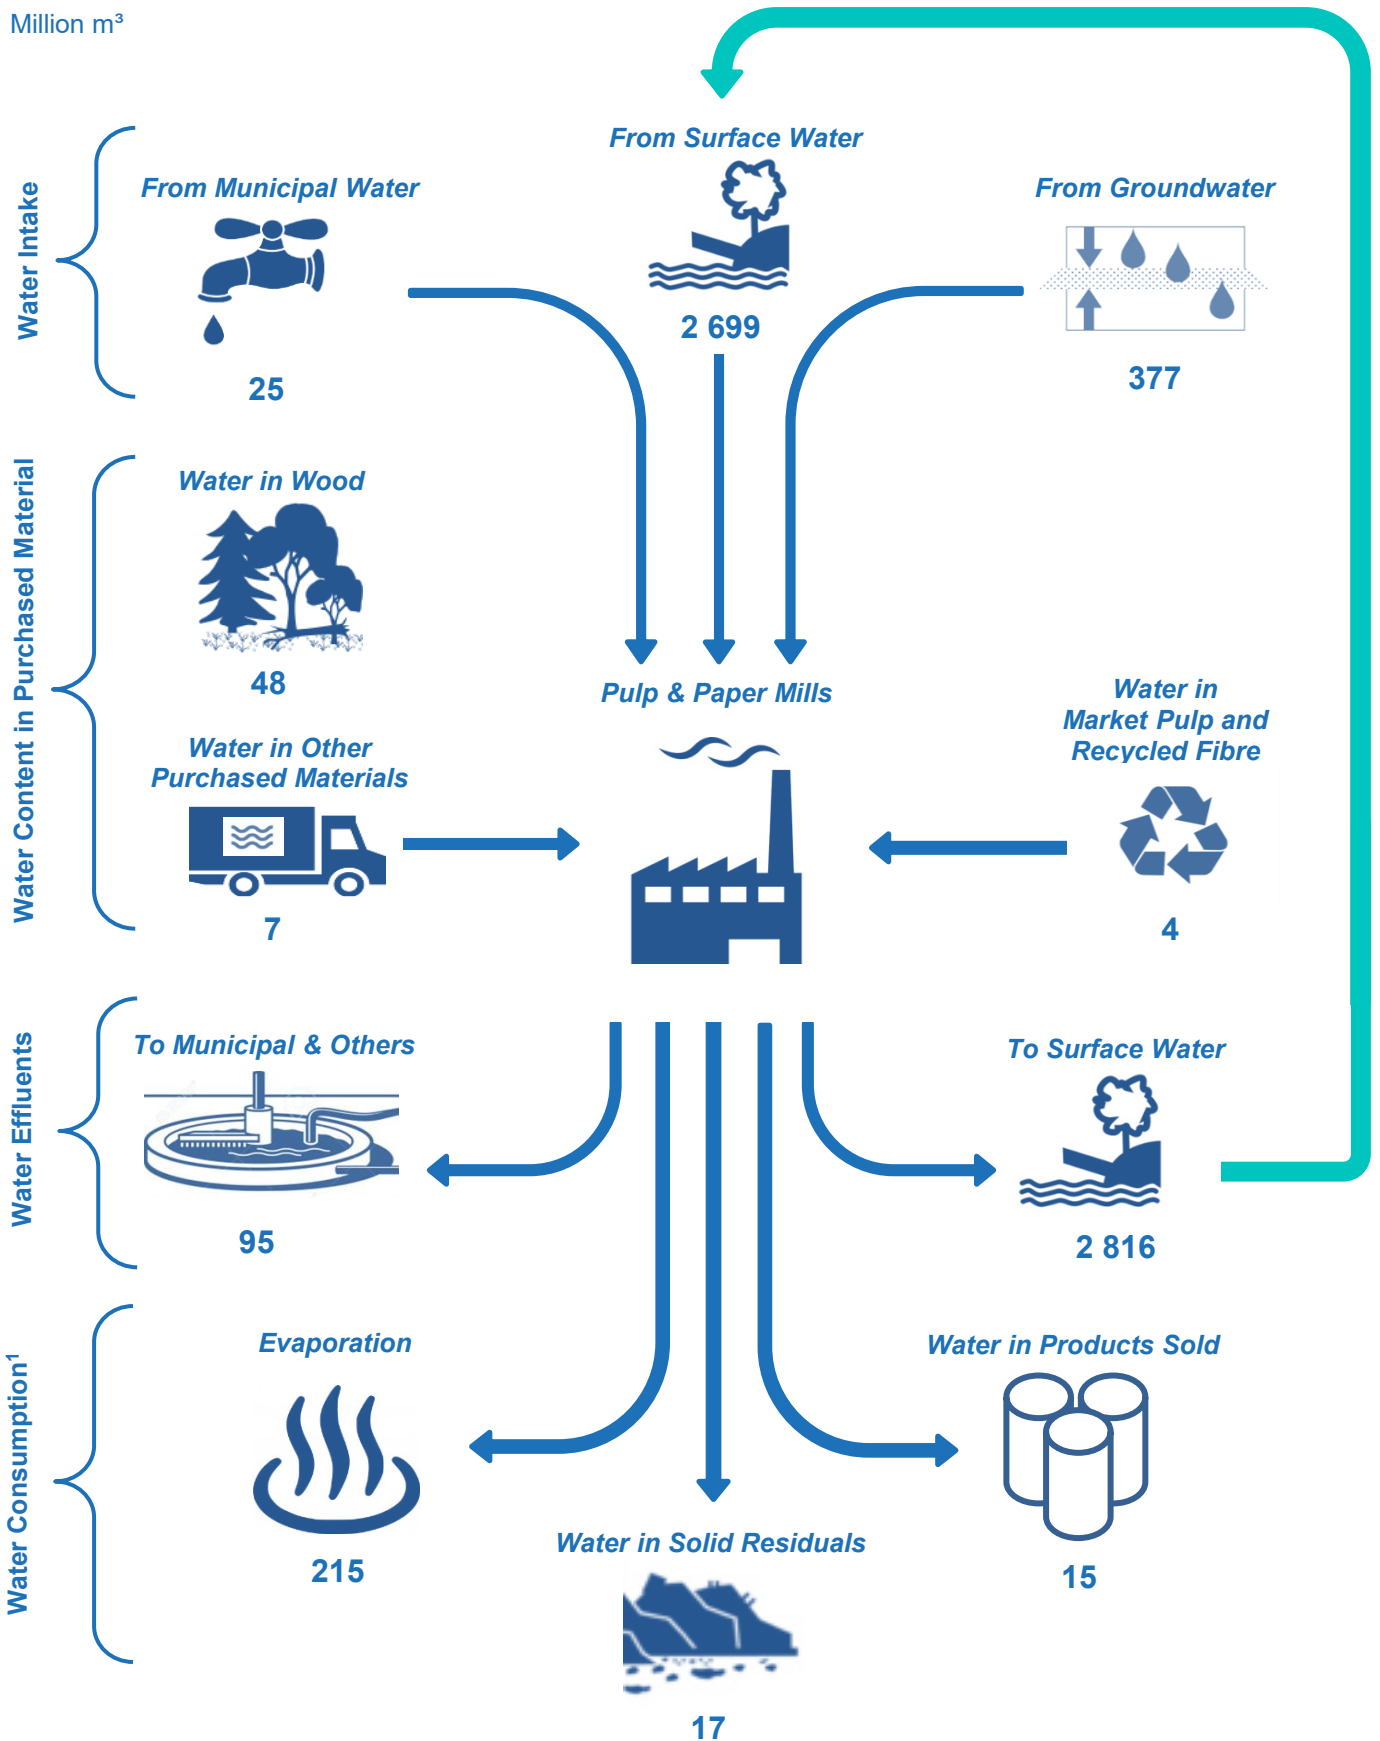 Million m³
From Surface Water
From Municipal Water
From Groundwater
Water Intake
2 699
377
25
Water Content in Purchased Material
Water in Wood
48
Pulp & Paper Mills
Water in
Market Pulp and
Recycled Fibre
Water in Other
Purchased Materials
7
4
Water Effluents
To Municipal & Others
To Surface Water
95
2 816
Water Consumption¹
Evaporation
Water in Products Sold
215
Water in Solid Residuals
15
17